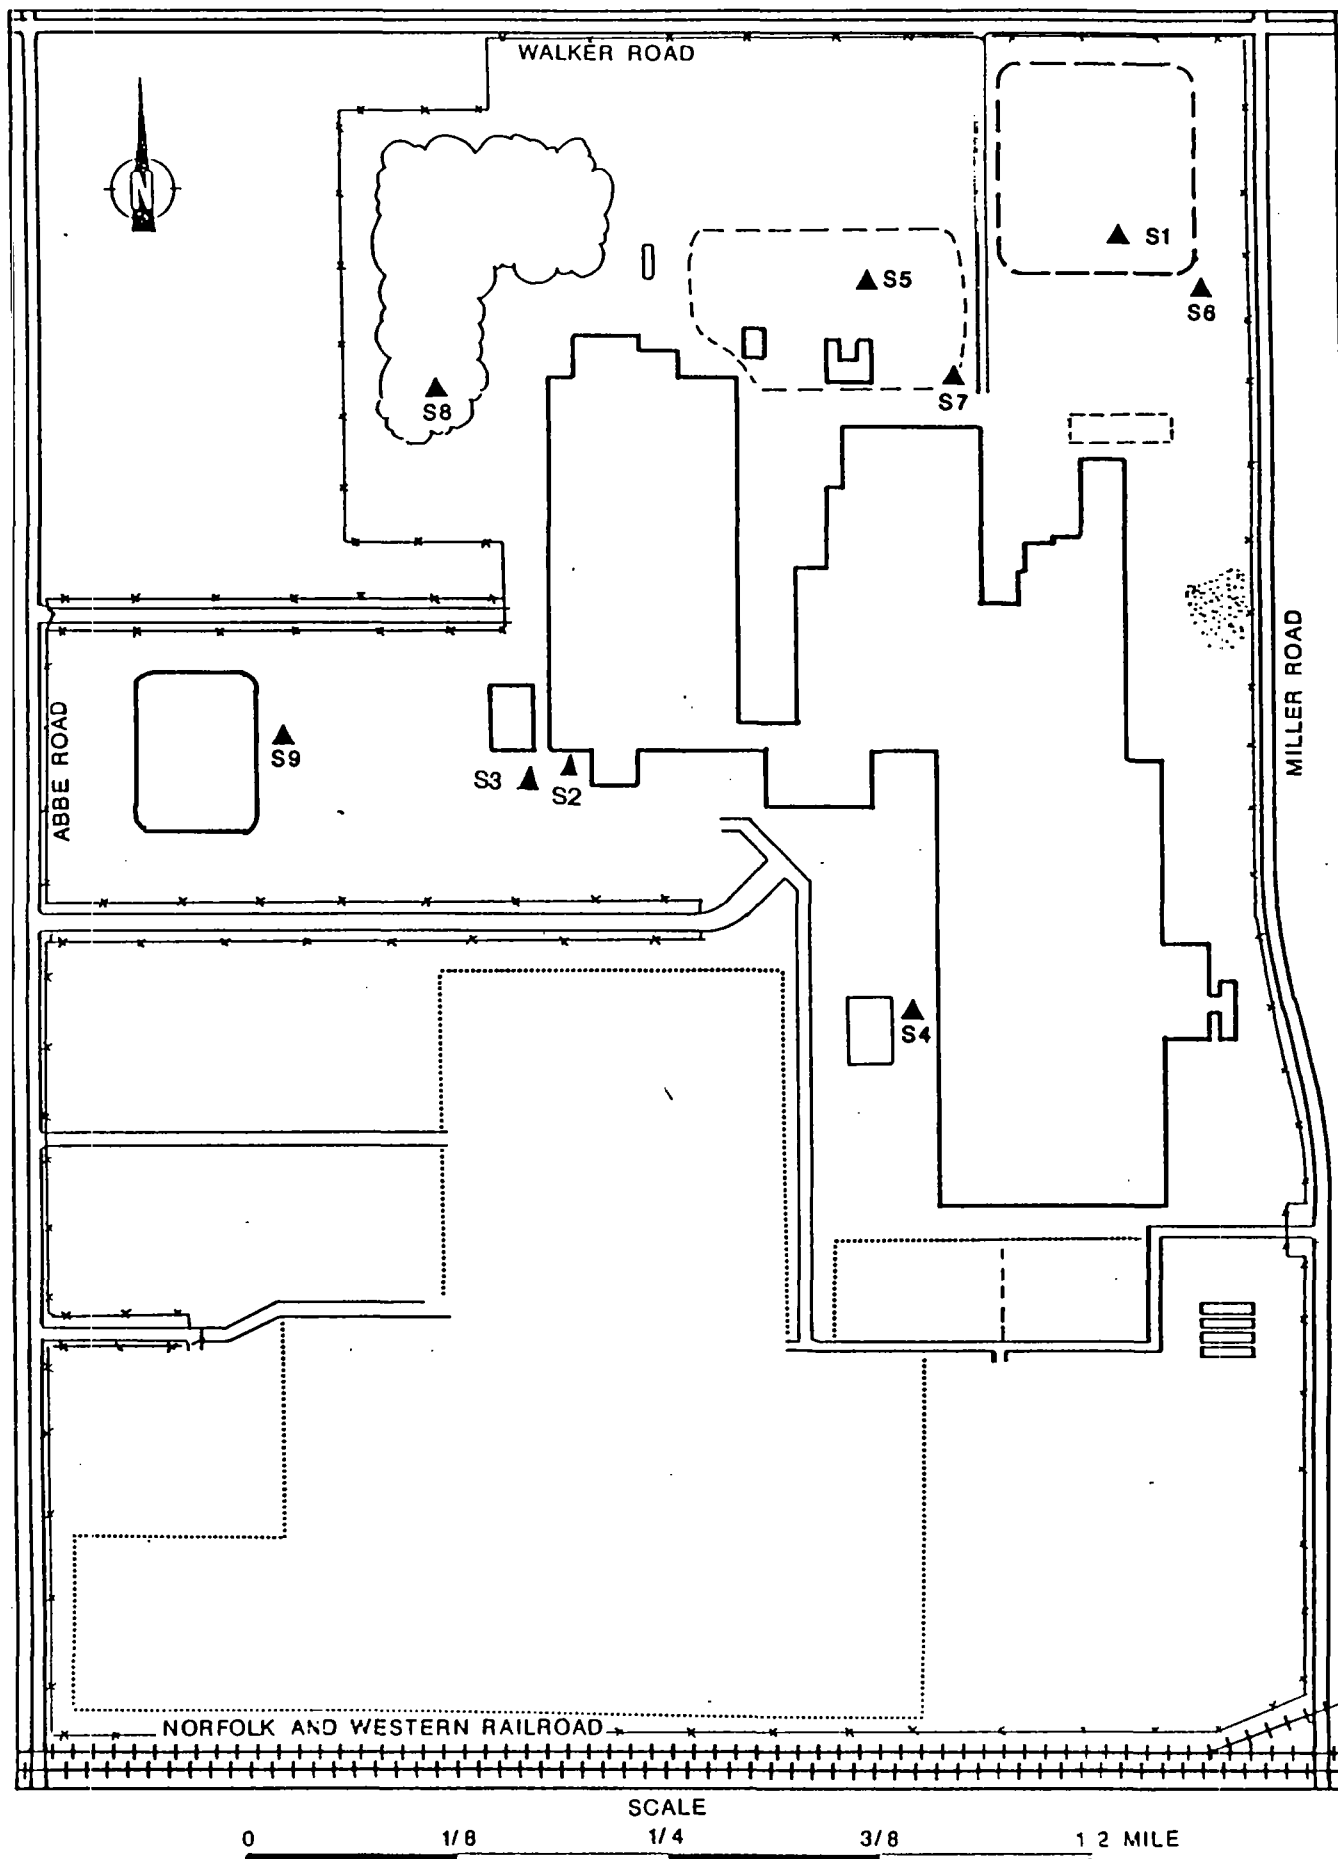 WALKER ROAD
N
S1
S5
S6
S7
S8
MILLER ROAD
ABBE ROAD
S9
S3
S2
S4
NORFOLK AND WESTERN RAILROAD
SCALE
0 1/8 1/4 3/8 1 2 MILE